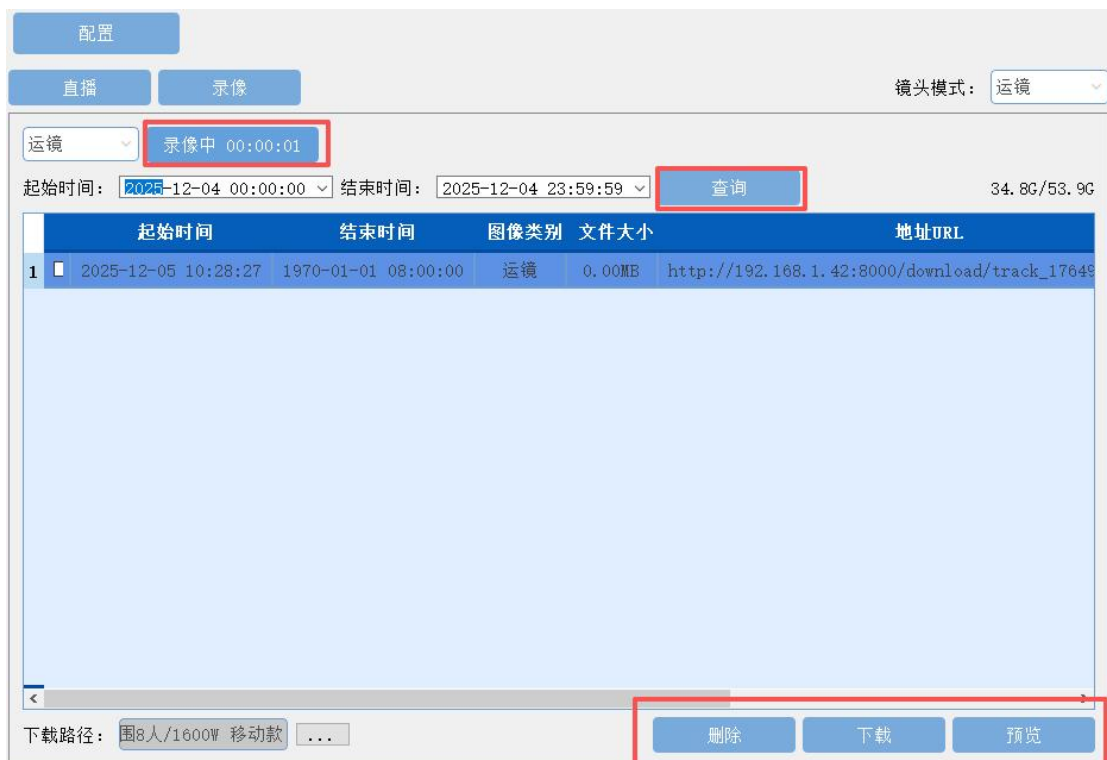 配置
直播 录像 镜头模式： 运镜
运镜 录像中 00:00:01
起始时间： 2025-12-04 00:00:00 结束时间： 2025-12-04 23:59:59 查询 34.8G/53.9G
起始时间 结束时间 图像类别 文件大小 地址URL
1 2025-12-05 10:28:27 1970-01-01 08:00:00 运镜 0.00MB http://192.168.1.42:8000/download/track_17649
下载路径： 围8人/1600W 移动款 ... 删除 下载 预览